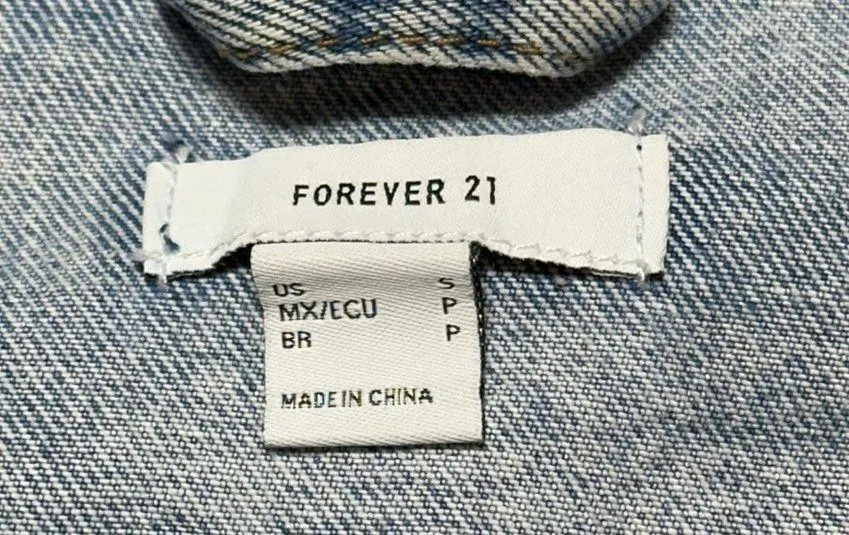 FOREVER 21
US S
MX/ECU P
BR P
MADE IN CHINA